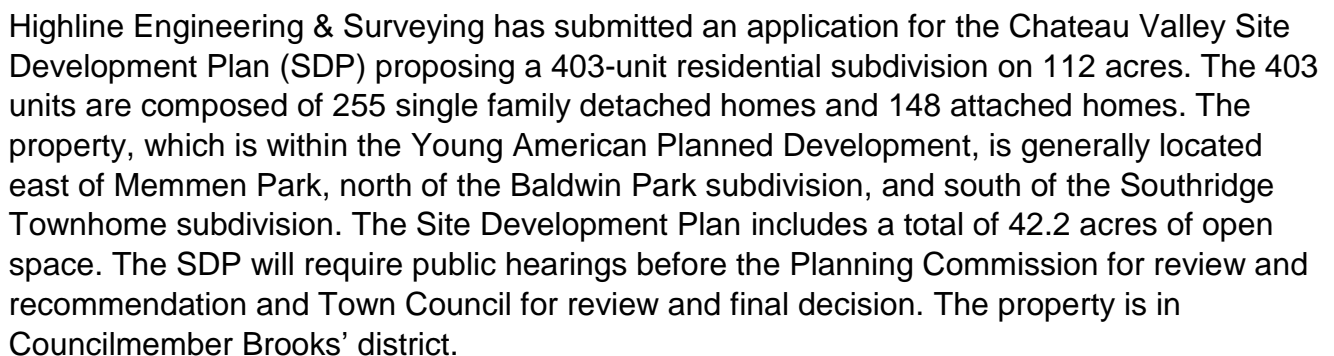 Highline Engineering & Surveying has submitted an application for the Chateau Valley Site
Development Plan (SDP) proposing a 403-unit residential subdivision on 112 acres. The 403
units are composed of 255 single family detached homes and 148 attached homes. The
property, which is within the Young American Planned Development, is generally located
east of Memmen Park, north of the Baldwin Park subdivision, and south of the Southridge
Townhome subdivision. The Site Development Plan includes a total of 42.2 acres of open
space. The SDP will require public hearings before the Planning Commission for review and
recommendation and Town Council for review and final decision. The property is in
Councilmember Brooks’ district.